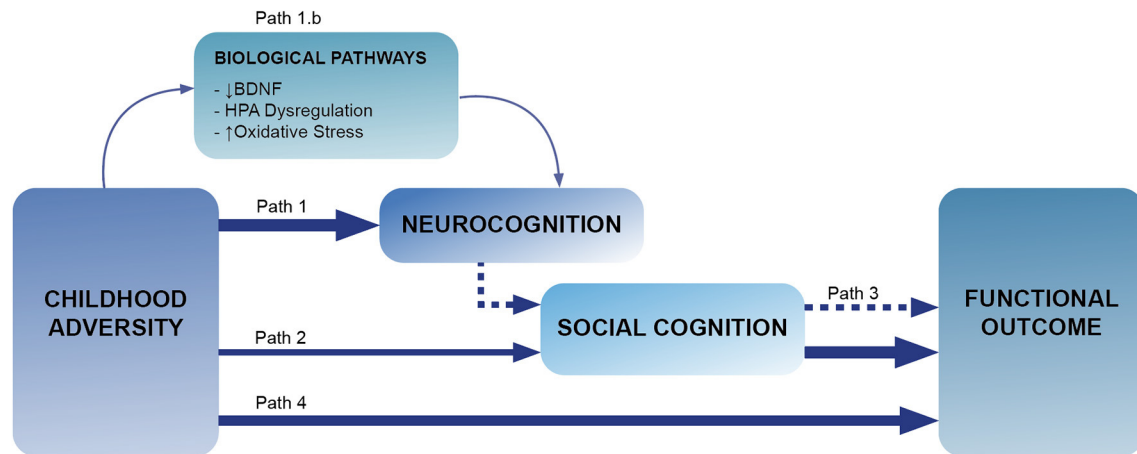 Path 1.b
BIOLOGICAL PATHWAYS
- ↓BDNF
- HPA Dysregulation
- ↑Oxidative Stress
Path 1
NEUROCOGNITION
CHILDHOOD
ADVERSITY
Path 2
SOCIAL COGNITION
Path 3
FUNCTIONAL
OUTCOME
Path 4